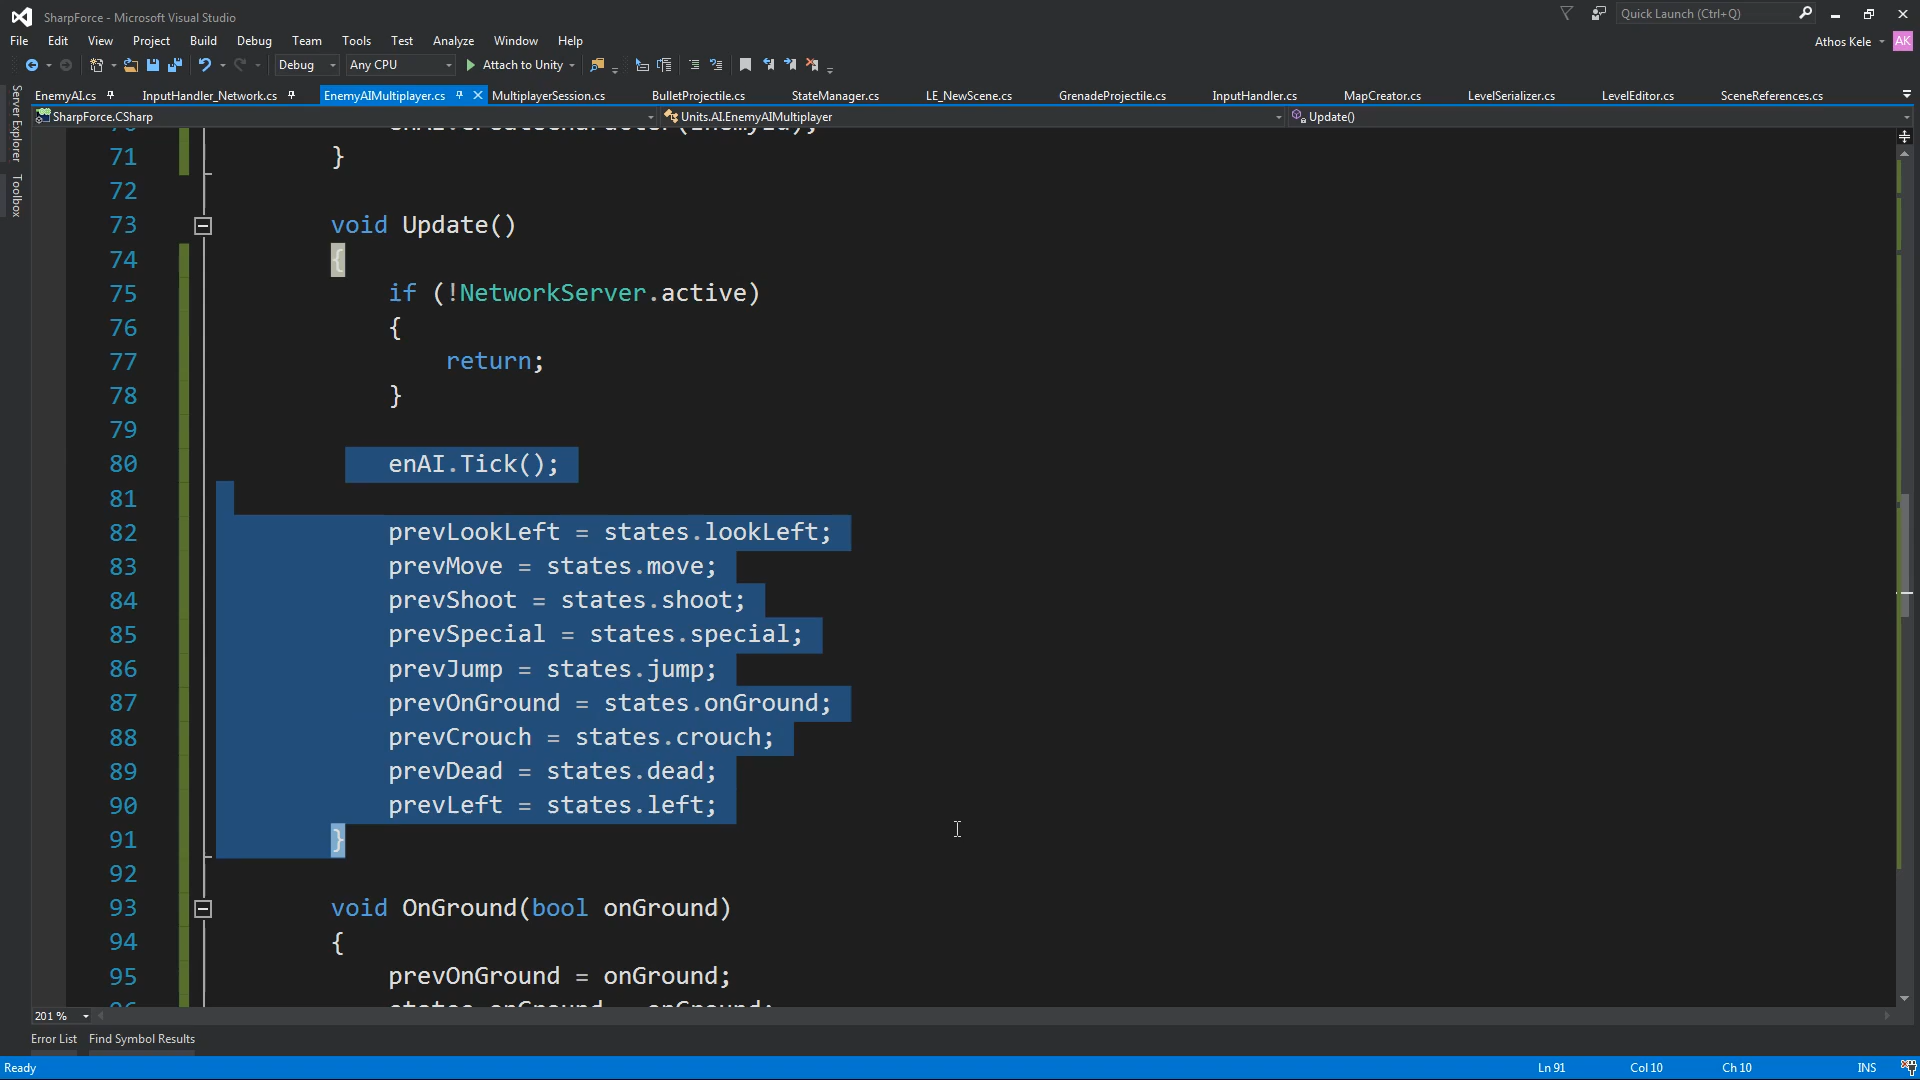 SharpForce - Microsoft Visual Studio
Quick Launch (Ctrl+Q)
File Edit View Project Build Debug Team Tools Test Analyze Window Help
Athos Kele AK
Debug Any CPU Attach to Unity
Server Explorer
Toolbox
EnemyAI.cs InputHandler_Network.cs EnemyAIMultiplayer.cs MultiplayerSession.cs BulletProjectile.cs StateManager.cs LE_NewScene.cs GrenadeProjectile.cs InputHandler.cs MapCreator.cs LevelSerializer.cs LevelEditor.cs SceneReferences.cs
SharpForce.CSharp Units.AI.EnemyAIMultiplayer Update()
71 }
72
73 void Update()
74 {
75 if (!NetworkServer.active)
76 {
77 return;
78 }
79
80 enAI.Tick();
81
82 prevLookLeft = states.lookLeft;
83 prevMove = states.move;
84 prevShoot = states.shoot;
85 prevSpecial = states.special;
86 prevJump = states.jump;
87 prevOnGround = states.onGround;
88 prevCrouch = states.crouch;
89 prevDead = states.dead;
90 prevLeft = states.left;
91 }
92
93 void OnGround(bool onGround)
94 {
95 prevOnGround = onGround;
201 %
Error List Find Symbol Results
Ready Ln 91 Col 10 Ch 10 INS